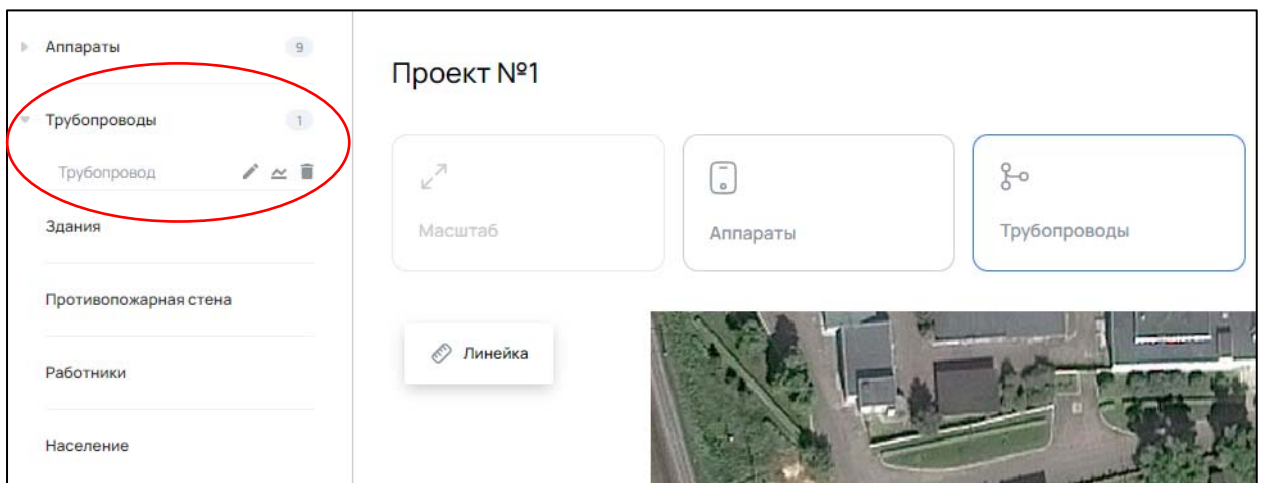 Аппараты 9
Трубопроводы 1
Трубопровод
Здания
Противопожарная стена
Работники
Население
Проект №1
Масштаб
Аппараты
Трубопроводы
Линейка